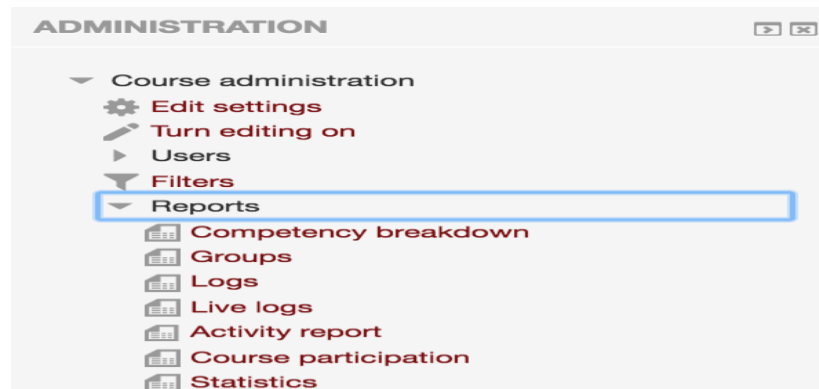 ADMINISTRATION
Course administration
Edit settings
Turn editing on
Users
Filters
Reports
Competency breakdown
Groups
Logs
Live logs
Activity report
Course participation
Statistics